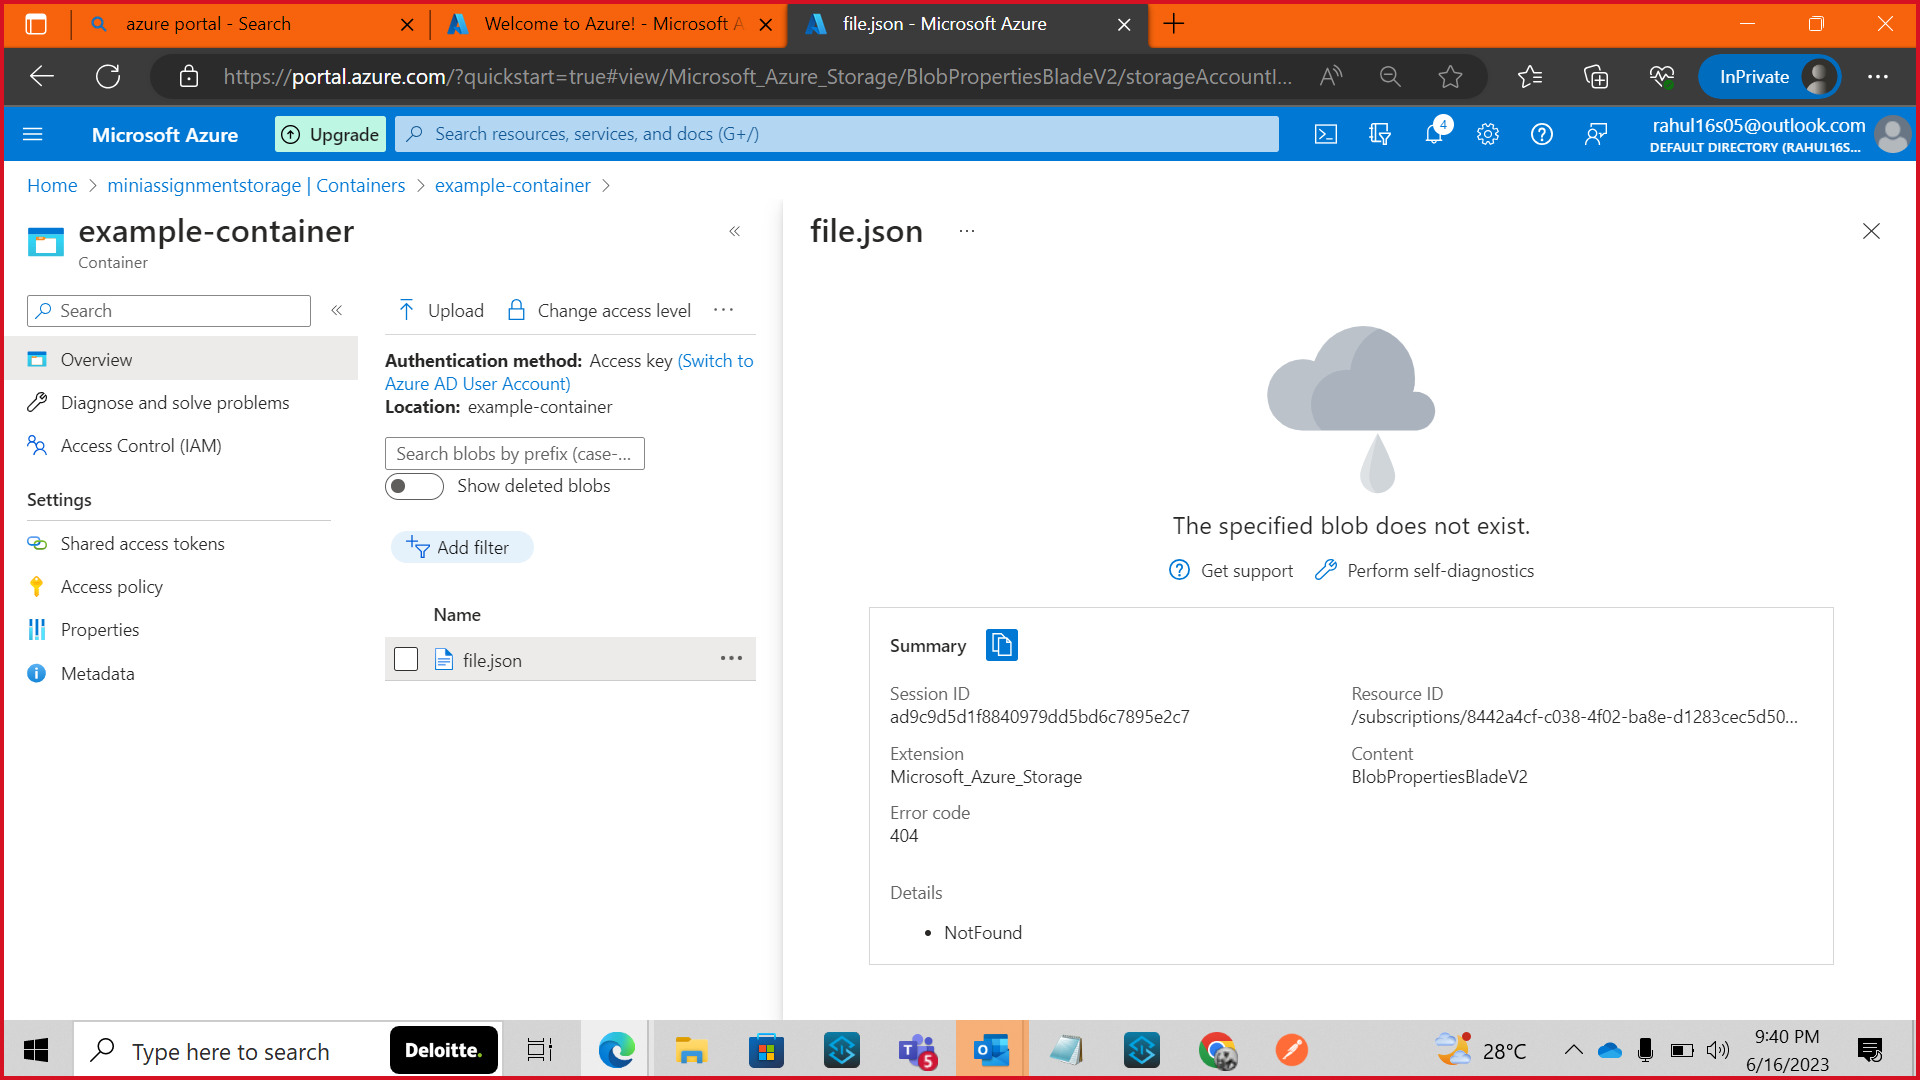 azure portal - Search
Welcome to Azure! - Microsoft A
file.json - Microsoft Azure
https://portal.azure.com/?quickstart=true#view/Microsoft_Azure_Storage/BlobPropertiesBladeV2/storageAccountI...
InPrivate
Microsoft Azure
Upgrade
Search resources, services, and docs (G+/)
4
rahul16s05@outlook.com
DEFAULT DIRECTORY (RAHUL16S...
Home > miniassignmentstorage | Containers > example-container >
example-container
Container
Search
Overview
Diagnose and solve problems
Access Control (IAM)
Settings
Shared access tokens
Access policy
Properties
Metadata
Upload
Change access level
Authentication method: Access key (Switch to
Azure AD User Account)
Location: example-container
Search blobs by prefix (case-...
Show deleted blobs
Add filter
Name
file.json
file.json
The specified blob does not exist.
Get support
Perform self-diagnostics
Summary
Session ID
ad9c9d5d1f8840979dd5bd6c7895e2c7
Resource ID
/subscriptions/8442a4cf-c038-4f02-ba8e-d1283cec5d50...
Extension
Microsoft_Azure_Storage
Content
BlobPropertiesBladeV2
Error code
404
Details
• NotFound
Type here to search
Deloitte.
5
28°C
9:40 PM
6/16/2023